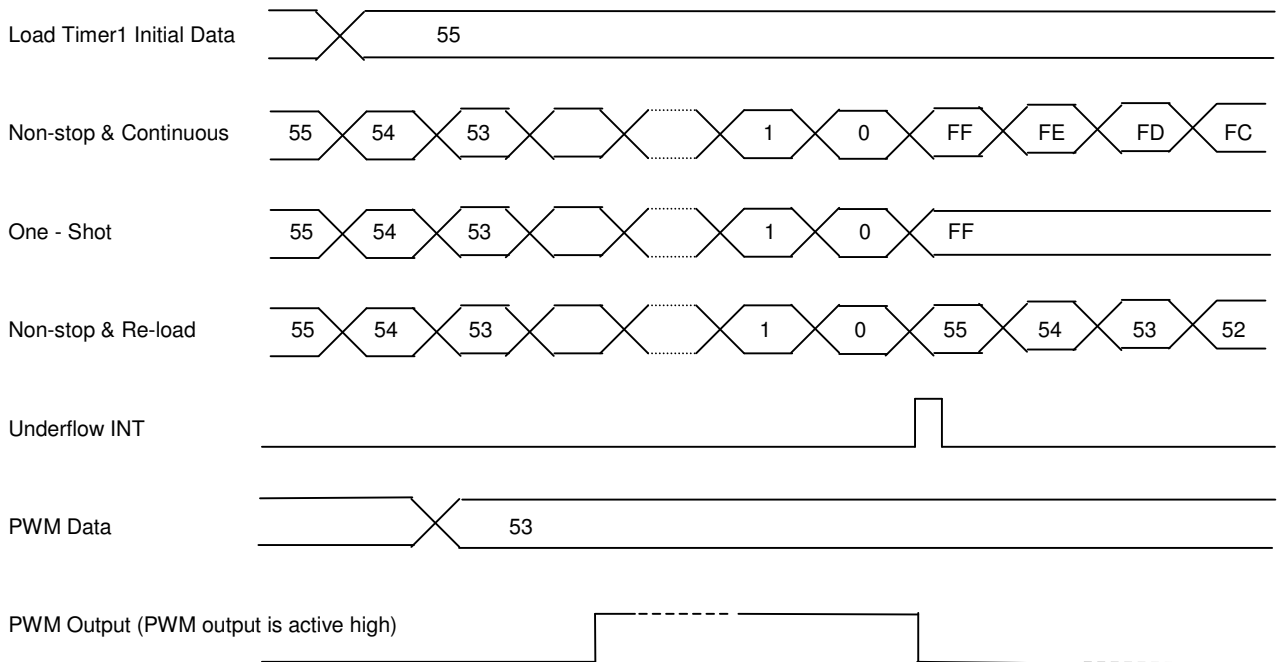 Load Timer1 Initial Data 55
Non-stop & Continuous 55 54 53 1 0 FF FE FD FC
One - Shot 55 54 53 1 0 FF
Non-stop & Re-load 55 54 53 1 0 55 54 53 52
Underflow INT
PWM Data 53
PWM Output (PWM output is active high)